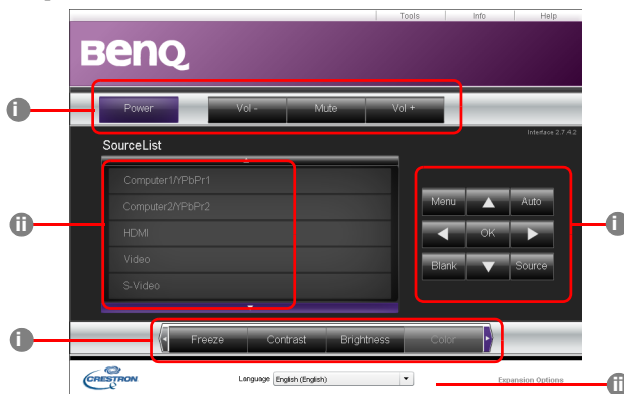 Tools Info Help
BenQ
i Power Vol - Mute Vol +
Interface 2.7.4.2
SourceList
Computer1/YPbPr1
Computer2/YPbPr2
HDMI
Video
S-Video
ii
Menu Auto
OK
Blank Source
i
i Freeze Contrast Brightness Color
CRESTRON Language English (English) Expansion Options ii